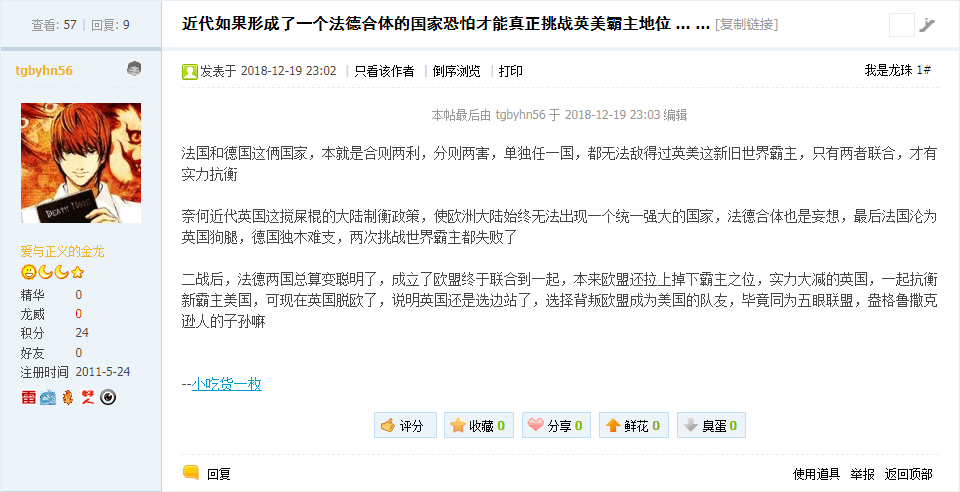 查看: 57 | 回复: 9
近代如果形成了一个法德合体的国家恐怕才能真正挑战英美霸主地位 ... ... [复制链接]
tgbyhn56
DEATH NOTE
爱与正义的金龙
精华 0
龙威 0
积分 24
好友 0
注册时间 2011-5-24
雷
发表于 2018-12-19 23:02 | 只看该作者 | 倒序浏览 | 打印
我是龙珠 1#
本帖最后由 tgbyhn56 于 2018-12-19 23:03 编辑
法国和德国这俩国家，本就是合则两利，分则两害，单独任一国，都无法敌得过英美这新旧世界霸主，只有两者联合，才有
实力抗衡
奈何近代英国这搅屎棍的大陆制衡政策，使欧洲大陆始终无法出现一个统一强大的国家，法德合体也是妄想，最后法国沦为
英国狗腿，德国独木难支，两次挑战世界霸主都失败了
二战后，法德两国总算变聪明了，成立了欧盟终于联合到一起，本来欧盟还拉上掉下霸主之位，实力大减的英国，一起抗衡
新霸主美国，可现在英国脱欧了，说明英国还是选边站了，选择背叛欧盟成为美国的队友，毕竟同为五眼联盟，盎格鲁撒克
逊人的子孙嘛
--小吃货一枚
评分 收藏 0 分享 0 鲜花 0 臭蛋 0
回复
使用道具 举报 返回顶部